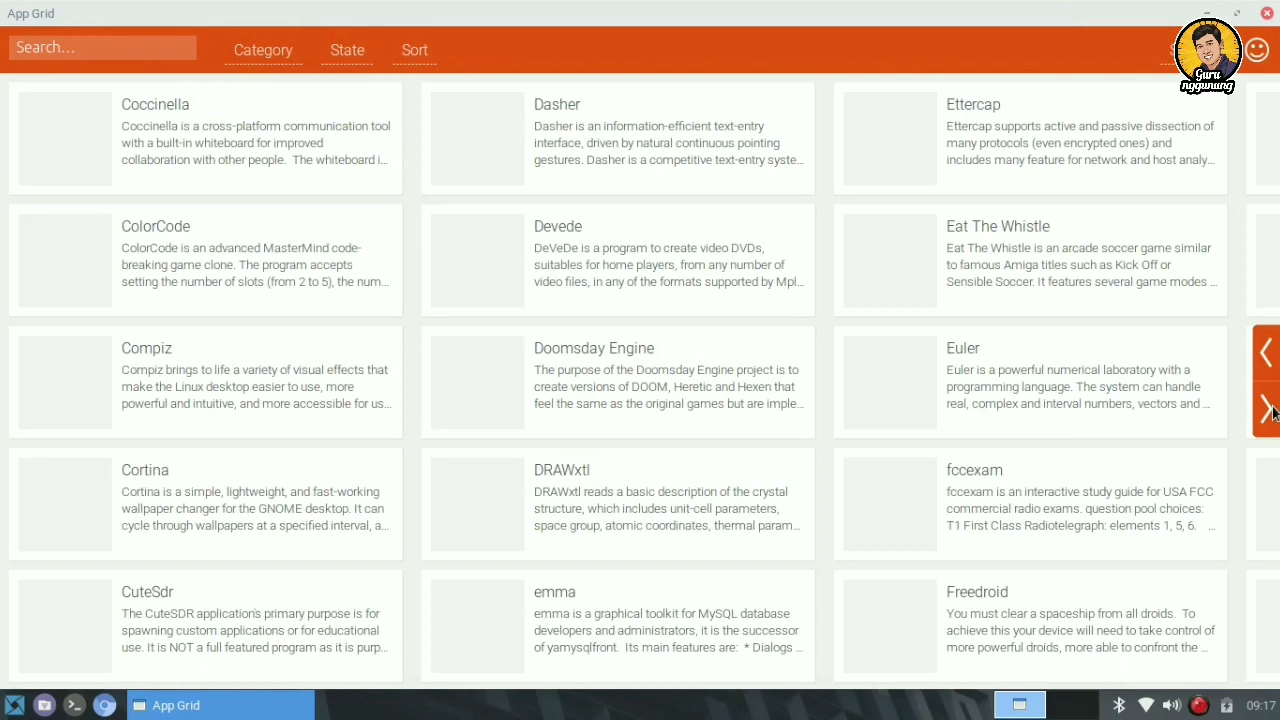 App Grid
Search...
Category
State
Sort
Guru
nggunung
Coccinella
Coccinella is a cross-platform communication tool
with a built-in whiteboard for improved
collaboration with other people.  The whiteboard i...
Dasher
Dasher is an information-efficient text-entry
interface, driven by natural continuous pointing
gestures. Dasher is a competitive text-entry syste...
Ettercap
Ettercap supports active and passive dissection of
many protocols (even encrypted ones) and
includes many feature for network and host analy...
ColorCode
ColorCode is an advanced MasterMind code-
breaking game clone. The program accepts
setting the number of slots (from 2 to 5), the num...
Devede
DeVeDe is a program to create video DVDs,
suitables for home players, from any number of
video files, in any of the formats supported by Mpl...
Eat The Whistle
Eat The Whistle is an arcade soccer game similar
to famous Amiga titles such as Kick Off or
Sensible Soccer. It features several game modes ...
Compiz
Compiz brings to life a variety of visual effects that
make the Linux desktop easier to use, more
powerful and intuitive, and more accessible for us...
Doomsday Engine
The purpose of the Doomsday Engine project is to
create versions of DOOM, Heretic and Hexen that
feel the same as the original games but are imple...
Euler
Euler is a powerful numerical laboratory with a
programming language. The system can handle
real, complex and interval numbers, vectors and ...
Cortina
Cortina is a simple, lightweight, and fast-working
wallpaper changer for the GNOME desktop. It can
cycle through wallpapers at a specified interval, a...
DRAWxtl
DRAWxtl reads a basic description of the crystal
structure, which includes unit-cell parameters,
space group, atomic coordinates, thermal param...
fccexam
fccexam is an interactive study guide for USA FCC
commercial radio exams. question pool choices:
T1 First Class Radiotelegraph: elements 1, 5, 6.   ...
CuteSdr
The CuteSDR application's primary purpose is for
spawning custom applications or for educational
use. It is NOT a full featured program as it is purp...
emma
emma is a graphical toolkit for MySQL database
developers and administrators, it is the successor
of yamysqlfront.  Its main features are:  * Dialogs ...
Freedroid
You must clear a spaceship from all droids.  To
achieve this your device will need to take control of
more powerful droids, more able to confront the ...
App Grid
09:17